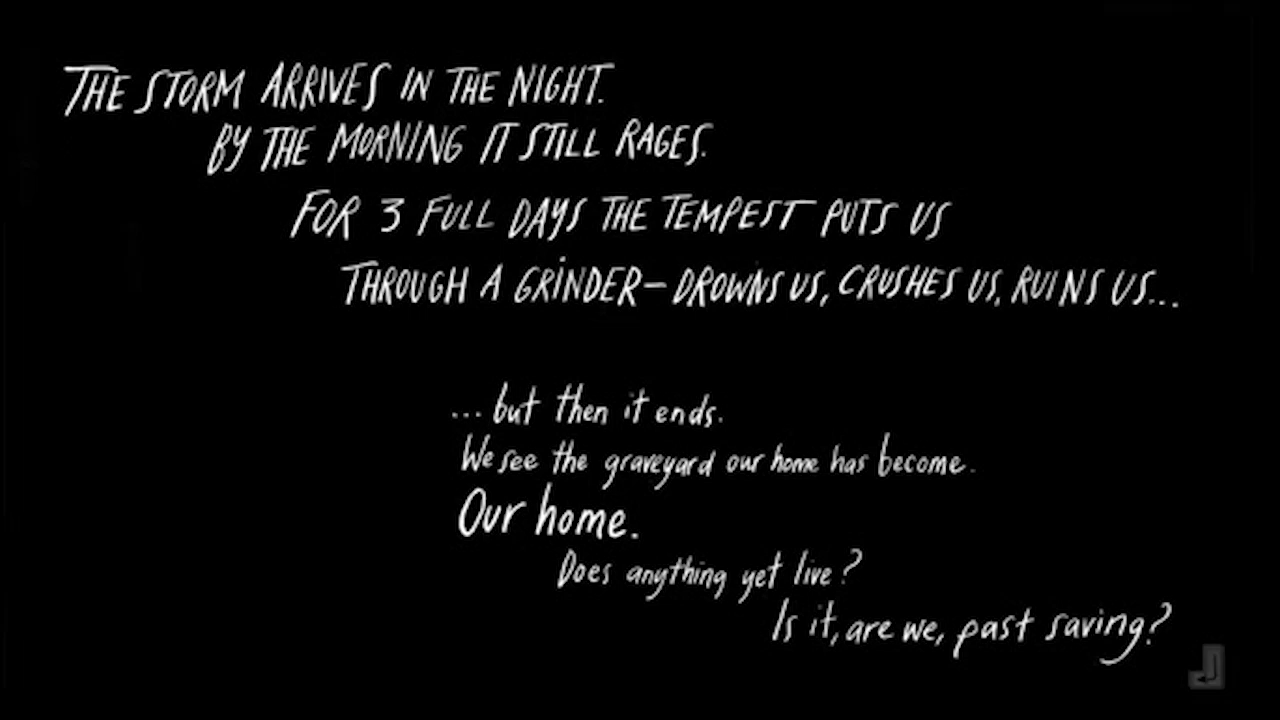 THE STORM ARRIVES IN THE NIGHT.
BY THE MORNING IT STILL RAGES.
FOR 3 FULL DAYS THE TEMPEST PUTS US
THROUGH A GRINDER—DROWNS US, CRUSHES US, RUINS US...
...but then it ends.
We see the graveyard our home has become.
Our home.
Does anything yet live?
Is it, are we, past saving?
J